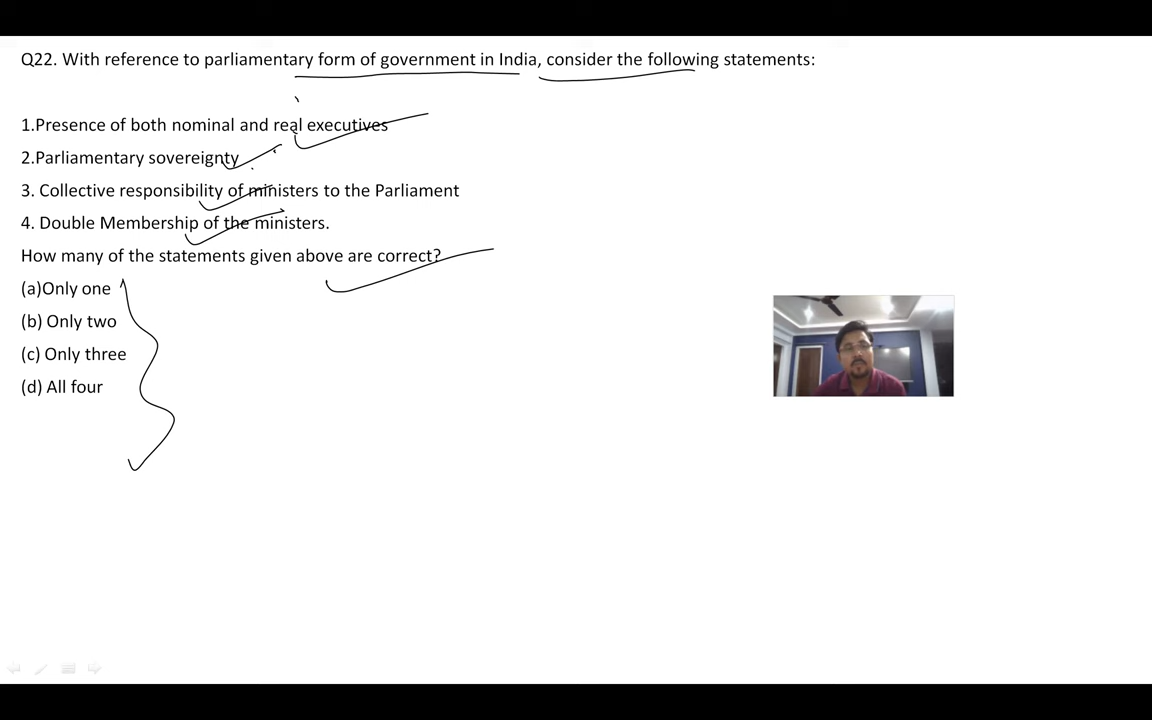 Q22. With reference to parliamentary form of government in India, consider the following statements:
1.Presence of both nominal and real executives
2.Parliamentary sovereignty
3. Collective responsibility of ministers to the Parliament
4. Double Membership of the ministers.
How many of the statements given above are correct?
(a)Only one
(b) Only two
(c) Only three
(d) All four